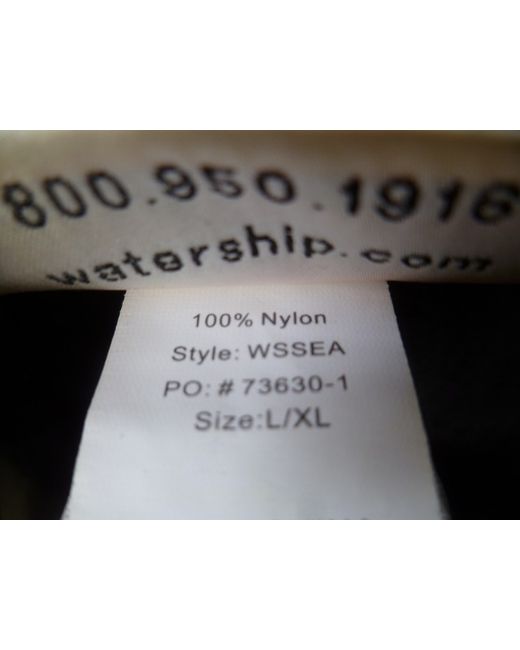 800.950.1916
watership.com
100% Nylon
Style: WSSEA
PO: # 73630-1
Size:L/XL